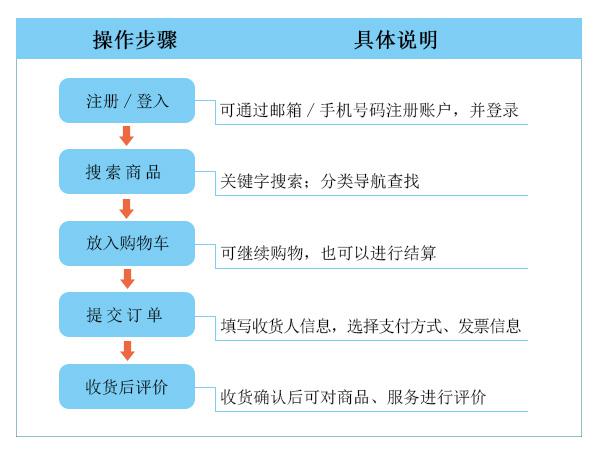 操作步骤 具体说明
注册／登入
可通过邮箱／手机号码注册账户，并登录
搜索商品
关键字搜索；分类导航查找
放入购物车
可继续购物，也可以进行结算
提交订单
填写收货人信息，选择支付方式、发票信息
收货后评价
收货确认后可对商品、服务进行评价